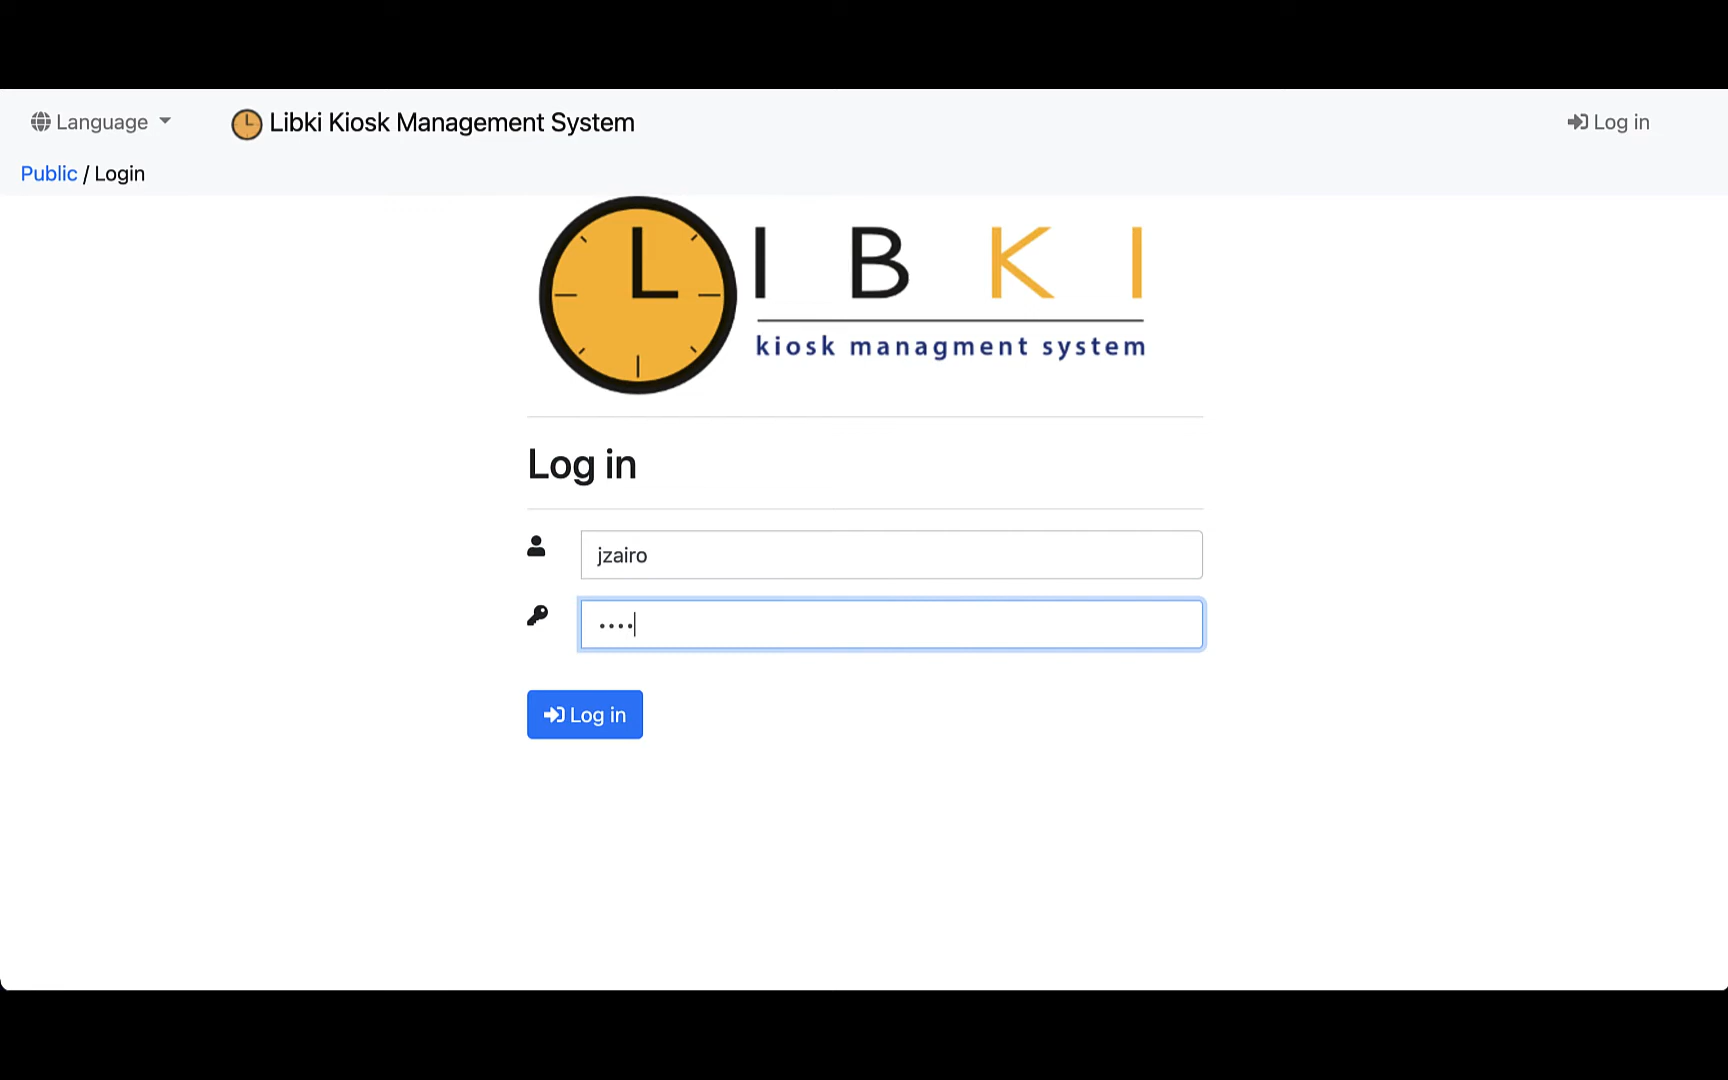 Language
Libki Kiosk Management System
Log in
Public / Login
L I B K I
kiosk managment system
Log in
jzairo
••••
Log in